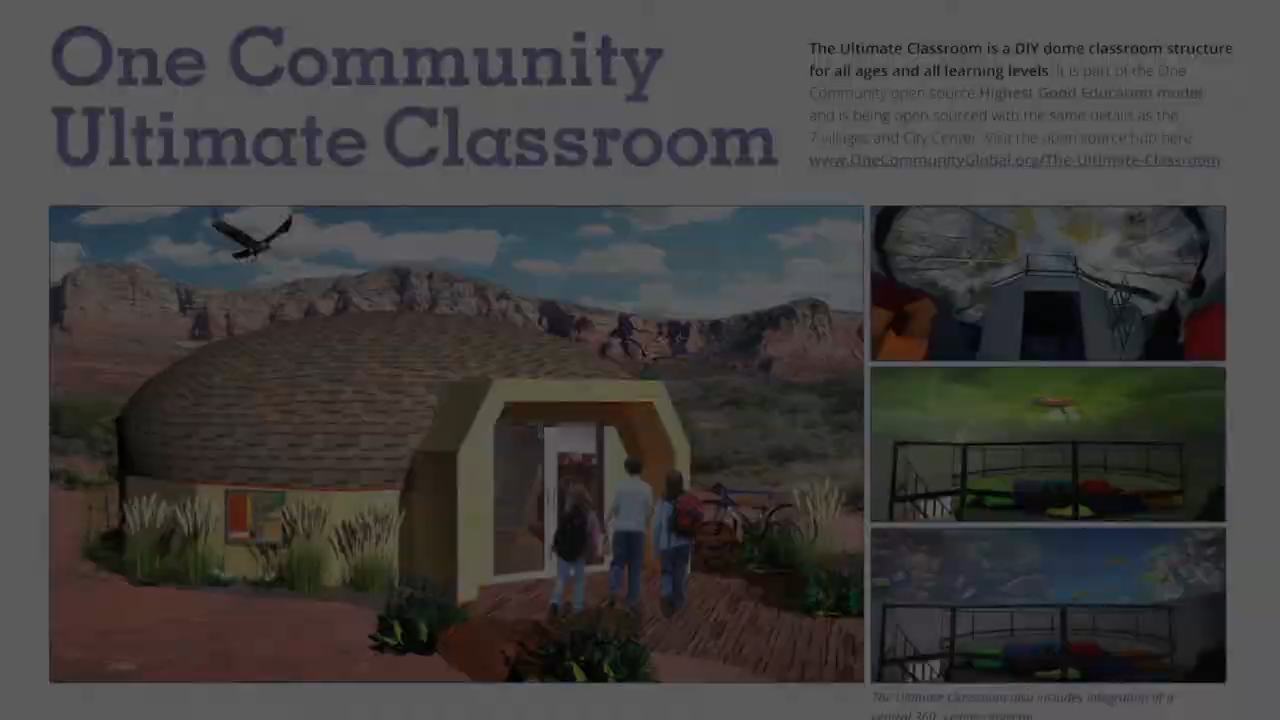 One Community
Ultimate Classroom
The Ultimate Classroom is a DIY dome classroom structure
for all ages and all learning levels. It is part of the One
Community open source Highest Good Education model
and is being open sourced with the same details as the
7 villages and City Center. Visit the open source hub here
www.OneCommunityGlobal.org/The-Ultimate-Classroom
The Ultimate Classroom also includes integration of a
central 360